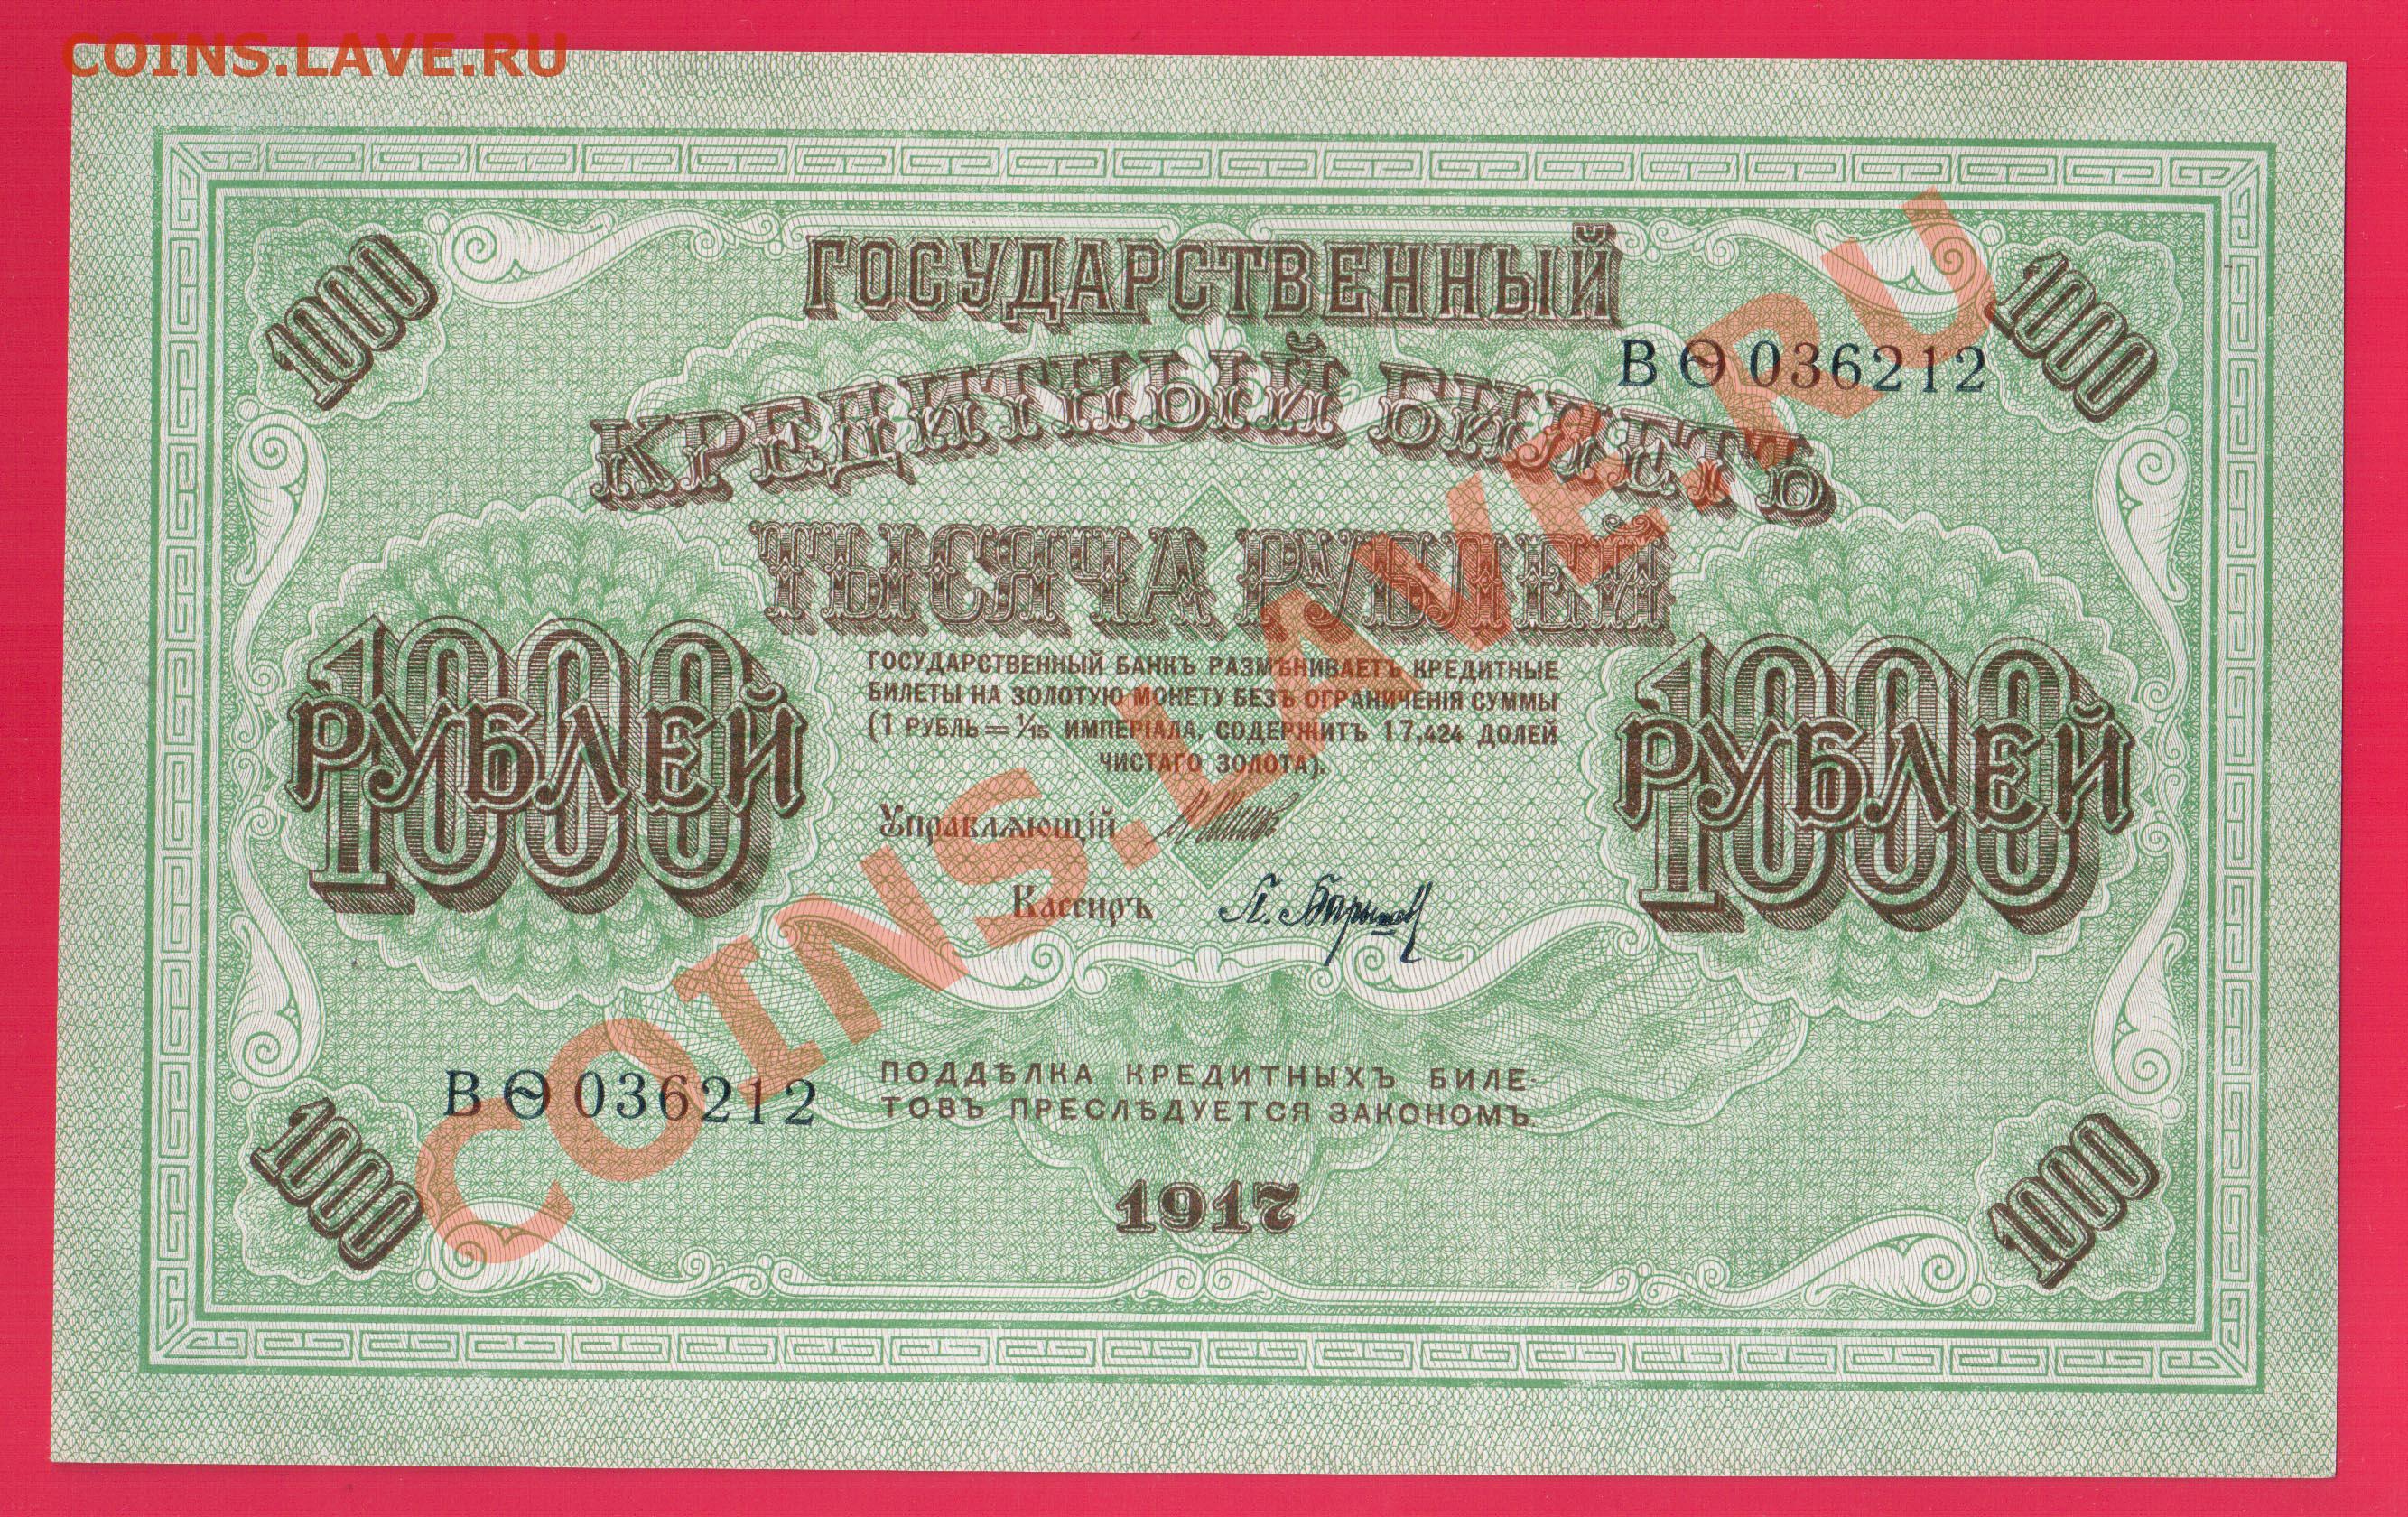 COINS.LAVE.RU
1000
ГОСУДАРСТВЕННЫЙ
1000
КРЕДИТНЫЙ БИЛЕТЪ
ВѲ 036212
ТЫСЯЧА РУБЛЕЙ
1000
РУБЛЕЙ
ГОСУДАРСТВЕННЫЙ БАНКЪ РАЗМѢНИВАЕТЪ КРЕДИТНЫЕ
БИЛЕТЫ НА ЗОЛОТУЮ МОНЕТУ БЕЗЪ ОГРАНИЧЕНІЯ СУММЫ
(1 РУБЛЬ = 1/15 ИМПЕРІАЛА, СОДЕРЖИТЪ 17,424 ДОЛЕЙ
ЧИСТАГО ЗОЛОТА).
1000
РУБЛЕЙ
Управляющій
Кассиръ
ВѲ 036212
ПОДДѢЛКА КРЕДИТНЫХЪ БИЛЕ-
ТОВЪ ПРЕСЛѢДУЕТСЯ ЗАКОНОМЪ.
1000
1917
1000
COINS.LAVE.RU